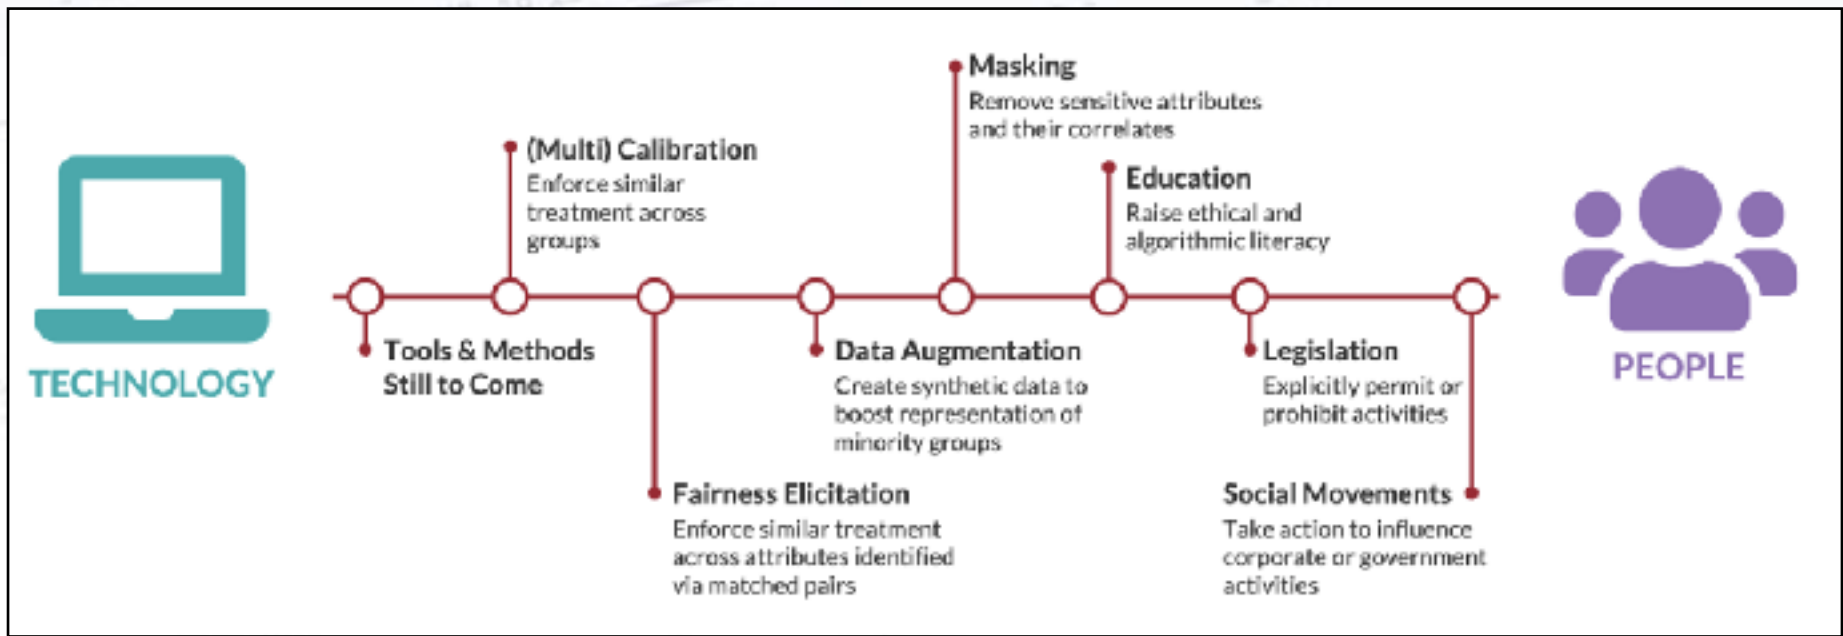 Masking
Remove sensitive attributes
and their correlates
(Multi) Calibration
Enforce similar
treatment across
groups
Education
Raise ethical and
algorithmic literacy
TECHNOLOGY
Tools & Methods
Still to Come
Data Augmentation
Create synthetic data to
boost representation of
minority groups
Legislation
Explicitly permit or
prohibit activities
PEOPLE
Fairness Elicitation
Enforce similar treatment
across attributes identified
via matched pairs
Social Movements
Take action to influence
corporate or government
activities